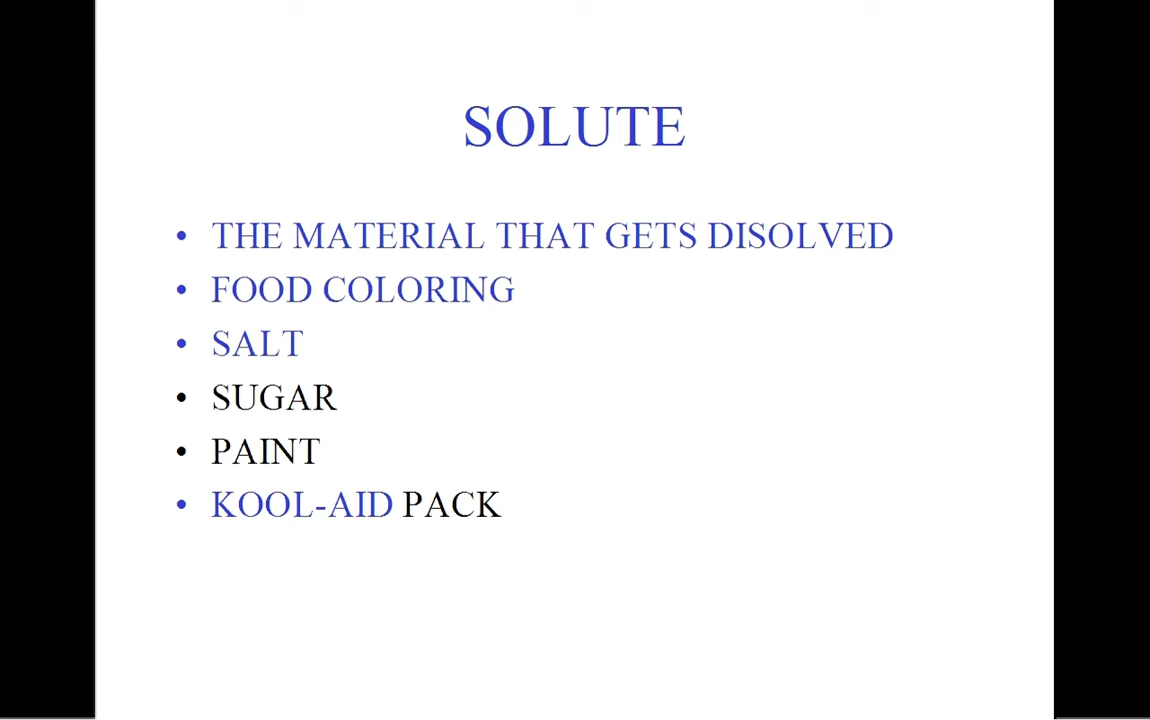 SOLUTE
• THE MATERIAL THAT GETS DISOLVED
• FOOD COLORING
• SALT
• SUGAR
• PAINT
• KOOL-AID PACK